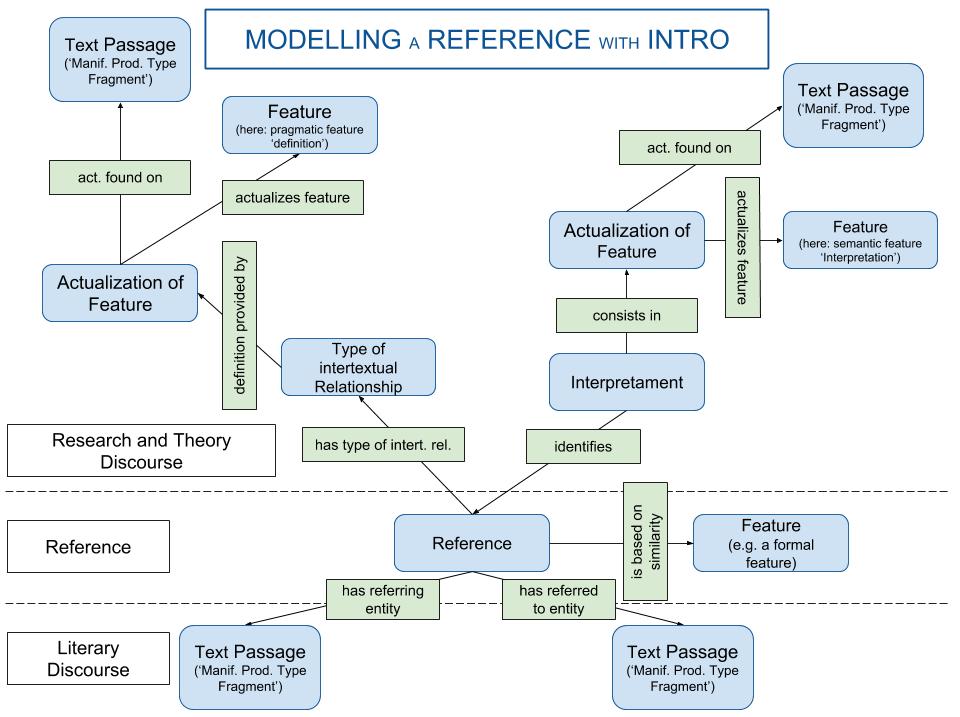 MODELLING A REFERENCE WITH INTRO
Text Passage
('Manif. Prod. Type
Fragment')
Feature
(here: pragmatic feature
'definition')
Text Passage
('Manif. Prod. Type
Fragment')
act. found on
act. found on
actualizes feature
actualizes feature
Actualization of
Feature
Feature
(here: semantic feature
'Interpretation')
Actualization of
Feature
definition provided by
consists in
Type of
intertextual
Relationship
Interpretament
Research and Theory
Discourse
has type of intert. rel.
identifies
Reference
Reference
is based on
similarity
Feature
(e.g. a formal
feature)
has referring
entity
has referred
to entity
Literary
Discourse
Text Passage
('Manif. Prod. Type
Fragment')
Text Passage
('Manif. Prod. Type
Fragment')